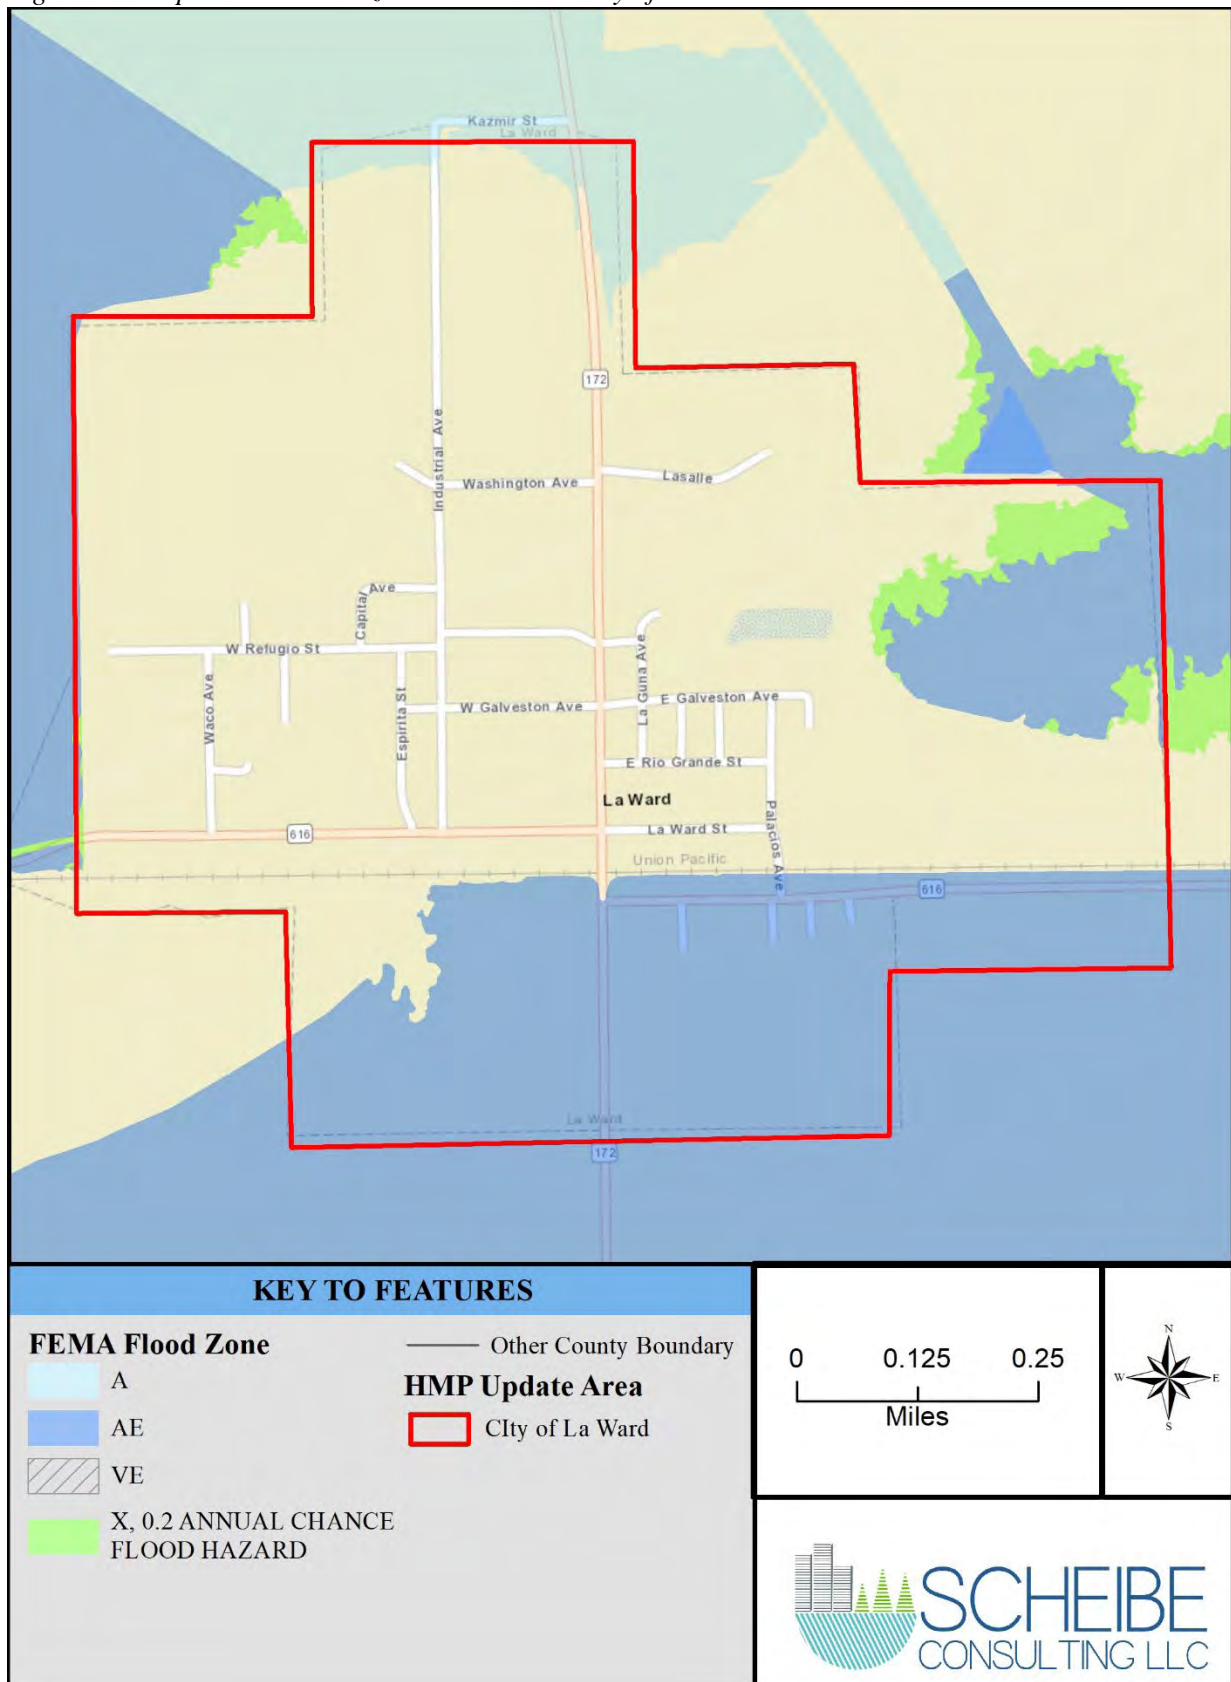 Kazmir St
La Ward
172
Industrial Ave
Washington Ave
Lasalle
Capital Ave
W Refugio St
Waco Ave
Espirita St
W Galveston Ave
La Guna Ave
E Galveston Ave
E Rio Grande St
La Ward
616
La Ward St
Palacios Ave
Union Pacific
616
La Ward
172
KEY TO FEATURES
FEMA Flood Zone
A
AE
VE
X, 0.2 ANNUAL CHANCE
FLOOD HAZARD
Other County Boundary
HMP Update Area
CIty of La Ward
0 0.125 0.25
Miles
N
W E
S
SCHEIBE
CONSULTING LLC